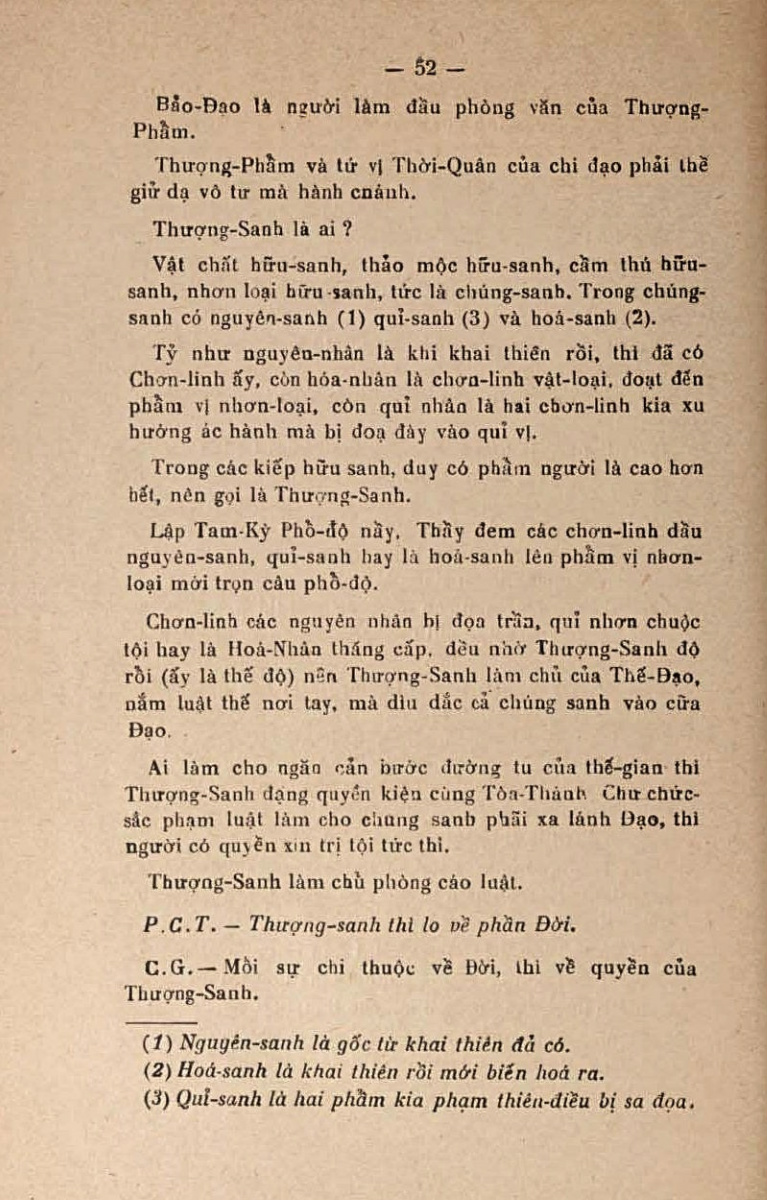 — 52 —
Bảo-Đạo là người làm đầu phòng văn của Thượng-
Phẩm.
Thượng-Phẩm và tứ vị Thời-Quân của chi đạo phải thề
giử dạ vô tư mà hành chánh.
Thượng-Sanh là ai ?
Vật chất hữu-sanh, thảo mộc hữu-sanh, cầm thú hữu-
sanh, nhơn loại hữu-sanh, tức là chúng-sanh. Trong chúng-
sanh có nguyên-sanh (1) quỉ-sanh (3) và hoá-sanh (2).
Tỷ như nguyên-nhân là khi khai thiên rồi, thì đã có
Chơn-linh ấy, còn hóa-nhân là chơn-linh vật-loại, đoạt đến
phẩm vị nhơn-loại, còn quỉ nhân là hai chơn-linh kia xu
hướng ác hành mà bị đoạ đày vào quỉ vị.
Trong các kiếp hữu sanh, duy có phẩm người là cao hơn
hết, nên gọi là Thượng-Sanh.
Lập Tam-Kỳ Phồ-độ nầy, Thầy đem các chơn-linh dầu
nguyên-sanh, quỉ-sanh hay là hoá-sanh lên phẩm vị nhơn-
loại mới trọn câu phồ-độ.
Chơn-linh các nguyên nhân bị đọa trần, quỉ nhơn chuộc
tội hay là Hoá-Nhân thăng cấp, đều nhờ Thượng-Sanh độ
rồi (ấy là thế độ) nên Thượng-Sanh làm chủ của Thế-Đạo,
nắm luật thế nơi tay, mà dìu dắc cả chúng sanh vào cữa
Đạo.
Ai làm cho ngăn cản bước đường tu của thế-gian thì
Thượng-Sanh đặng quyền kiện cùng Tòa-Thánh Chư chức-
sắc phạm luật làm cho chúng sanh phải xa lánh Đạo, thì
người có quyền xin trị tội tức thì.
Thượng-Sanh làm chủ phòng cáo luật.
P.C.T. — Thượng-sanh thì lo về phần Đời.
C.G. — Mỗi sự chi thuộc về Đời, thì về quyền của
Thượng-Sanh.
(1) Nguyên-sanh là gốc từ khai thiên đả có.
(2) Hoá-sanh là khai thiên rồi mới biến hoá ra.
(3) Quỉ-sanh là hai phẩm kia phạm thiên-điều bị sa đọa.